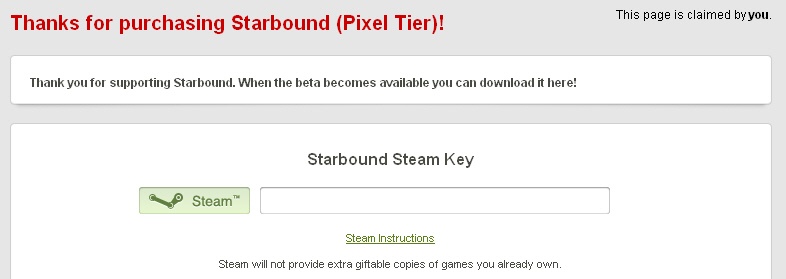 Thanks for purchasing Starbound (Pixel Tier)!
This page is claimed by you.
Thank you for supporting Starbound. When the beta becomes available you can download it here!
Starbound Steam Key
Steam™
Steam Instructions
Steam will not provide extra giftable copies of games you already own.